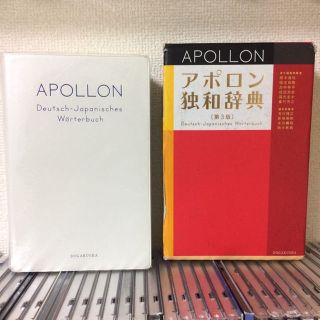 APOLLON
Deutsch-Japanisches
Wörterbuch
DOGAKUSHA
APOLLON
アポロン
独和辞典
[第3版]
Deutsch-Japanisches Wörterbuch
DOGAKUSHA